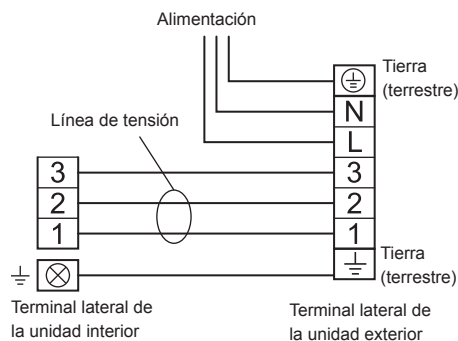 Alimentación
Tierra
(terrestre)
N
Línea de tensión
L
3
3
2
2
1
1
Tierra
(terrestre)
Terminal lateral de
la unidad interior
Terminal lateral de
la unidad exterior